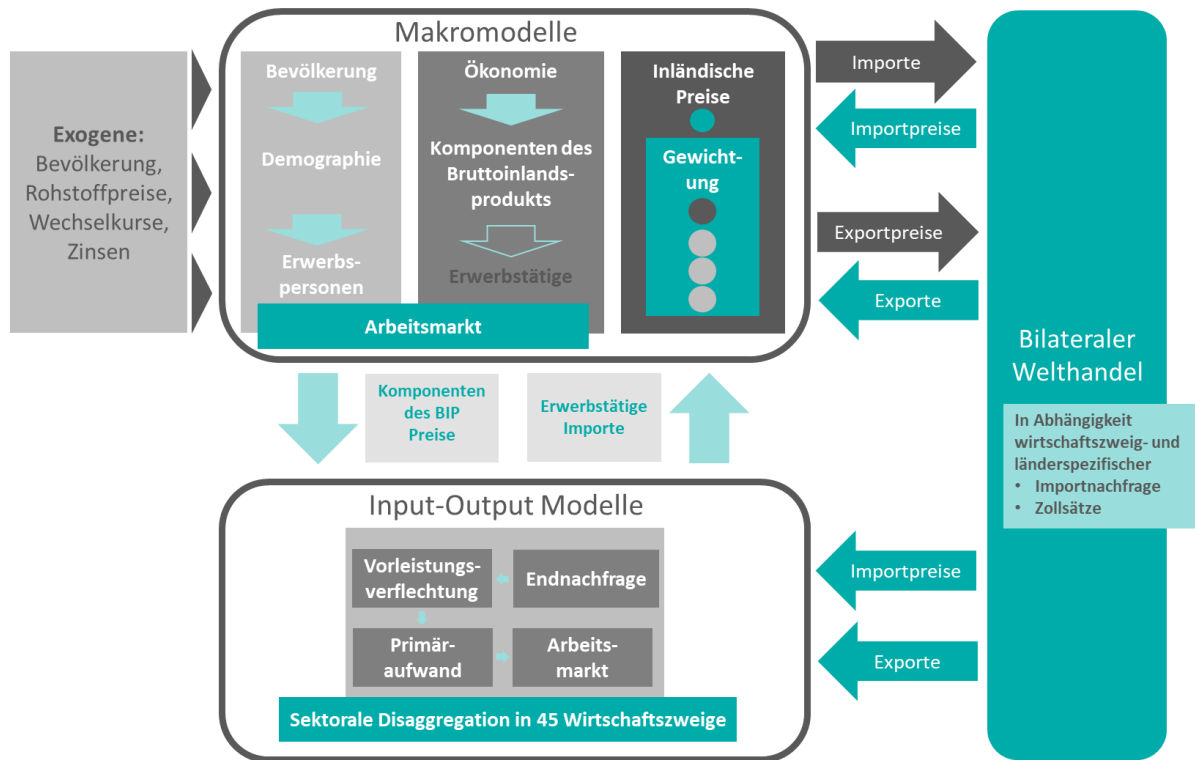 Makromodelle
Exogene:
Bevölkerung,
Rohstoffpreise,
Wechselkurse,
Zinsen
Bevölkerung
Demographie
Erwerbs-
personen
Ökonomie
Komponenten des
Bruttoinlands-
produkts
Erwerbstätige
Arbeitsmarkt
Inländische
Preise
Gewicht-
ung
Importe
Importpreise
Exportpreise
Exporte
Bilateraler
Welthandel
In Abhängigkeit
wirtschaftszweig- und
länderspezifischer
• Importnachfrage
• Zollsätze
Komponenten
des BIP
Preise
Erwerbstätige
Importe
Input-Output Modelle
Vorleistungs-
verflechtung
Endnachfrage
Primär-
aufwand
Arbeits-
markt
Sektorale Disaggregation in 45 Wirtschaftszweige
Importpreise
Exporte